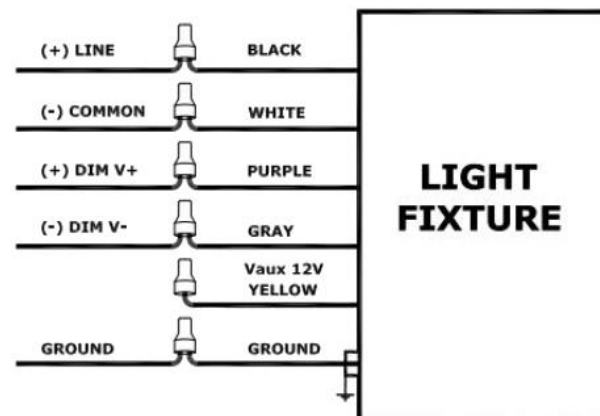 (+) LINE BLACK
(-) COMMON WHITE
(+) DIM V+ PURPLE
(-) DIM V- GRAY
Vaux 12V
YELLOW
GROUND GROUND
LIGHT
FIXTURE